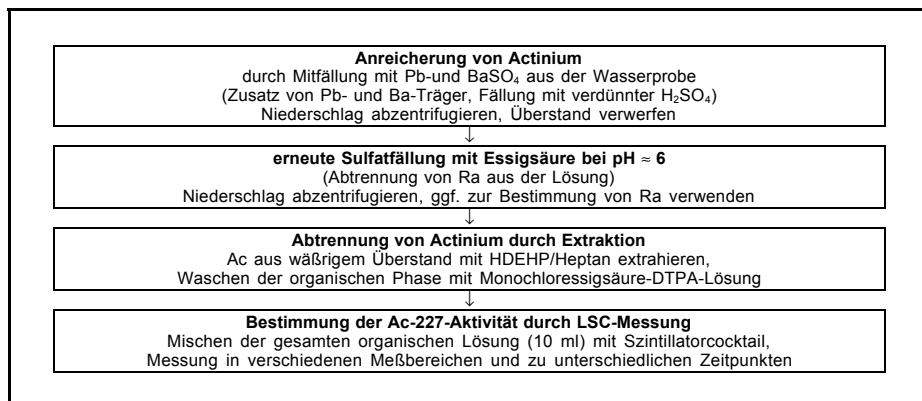 Anreicherung von Actinium
durch Mitfällung mit Pb-und BaSO₄ aus der Wasserprobe
(Zusatz von Pb- und Ba-Träger, Fällung mit verdünnter H₂SO₄)
Niederschlag abzentrifugieren, Überstand verwerfen
↓
erneute Sulfatfällung mit Essigsäure bei pH ≈ 6
(Abtrennung von Ra aus der Lösung)
Niederschlag abzentrifugieren, ggf. zur Bestimmung von Ra verwenden
↓
Abtrennung von Actinium durch Extraktion
Ac aus wäßrigem Überstand mit HDEHP/Heptan extrahieren,
Waschen der organischen Phase mit Monochloressigsäure-DTPA-Lösung
↓
Bestimmung der Ac-227-Aktivität durch LSC-Messung
Mischen der gesamten organischen Lösung (10 ml) mit Szintillatorcocktail,
Messung in verschiedenen Meßbereichen und zu unterschiedlichen Zeitpunkten